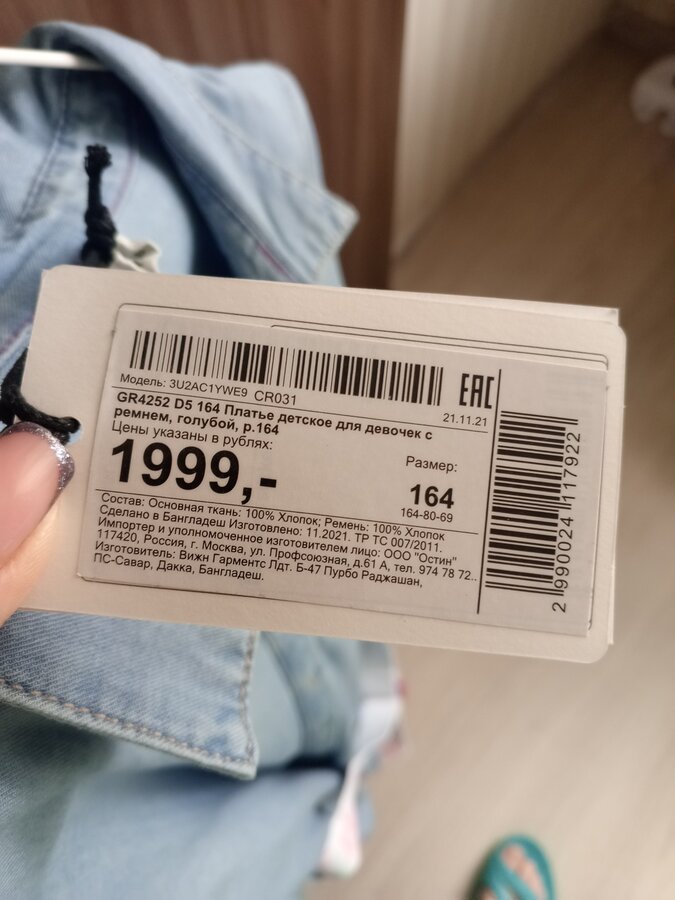 Модель: 3U2AC1YWE9 CR031
EAC
21.11.21
GR4252 D5 164 Платье детское для девочек с
ремнем, голубой, р.164
Цены указаны в рублях:
1999,-
Размер:
164
164-80-69
Состав: Основная ткань: 100% Хлопок; Ремень: 100% Хлопок
Сделано в Бангладеш Изготовлено: 11.2021. ТР ТС 007/2011.
Импортер и уполномоченное изготовителем лицо: ООО "Остин"
117420, Россия, г. Москва, ул. Профсоюзная, д.61 А, тел. 974 78 72..
Изготовитель: Вижн Гарментс Лдт. Б-47 Пурбо Раджашан,
ПС-Савар, Дакка, Бангладеш.
2 990024 117922